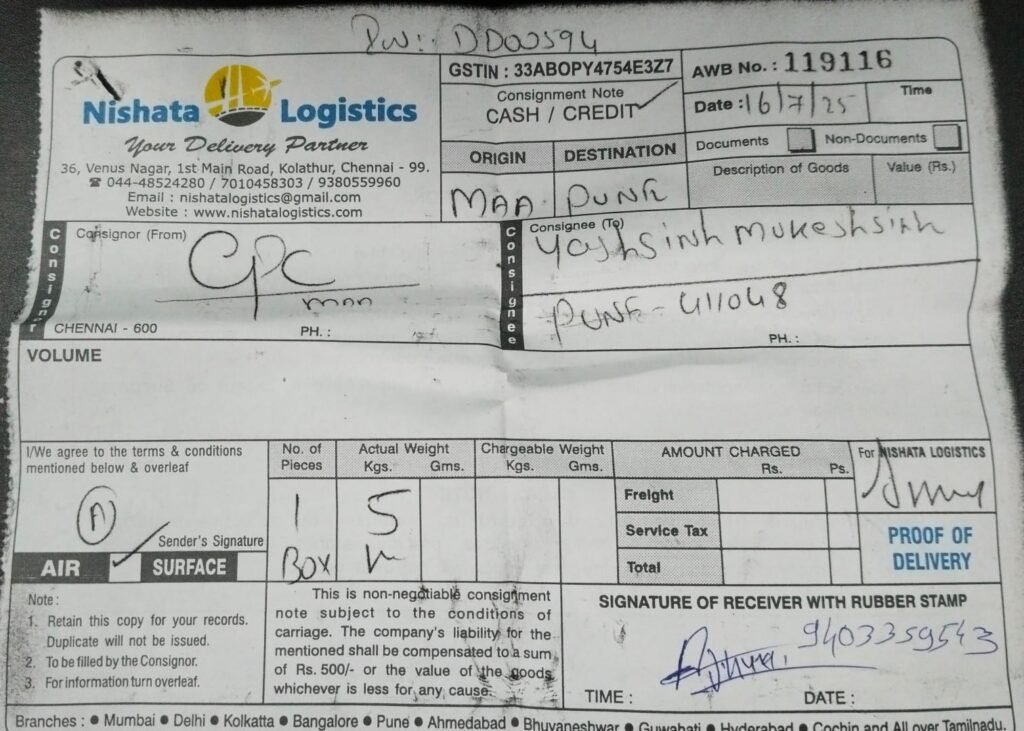 DD00594
Nishata Logistics
Your Delivery Partner
36, Venus Nagar, 1st Main Road, Kolathur, Chennai - 99.
☎ 044-48524280 / 7010458303 / 9380559960
Email : nishatalogistics@gmail.com
Website : www.nishatalogistics.com
GSTIN : 33ABOPY4754E3Z7
Consignment Note
CASH / CREDIT
ORIGIN DESTINATION
MAA PUNE
AWB No. : 119116
Date : 16/7/25 Time
Documents Non-Documents
Description of Goods Value (Rs.)
Consignor
Consignor (From)
CPC
maa
CHENNAI - 600 PH. :
Consignee
Consignee (To)
Yashsinh mukeshsinh
PUNE - 411048
PH. :
VOLUME
I/We agree to the terms & conditions
mentioned below & overleaf
A
Sender's Signature
AIR ✓ SURFACE
No. of Pieces
1
BOX
Actual Weight
Kgs. Gms.
5
Chargeable Weight
Kgs. Gms.
AMOUNT CHARGED
Rs. Ps.
Freight
Service Tax
Total
For NISHATA LOGISTICS
PROOF OF
DELIVERY
Note :
1. Retain this copy for your records.
Duplicate will not be issued.
2. To be filled by the Consignor.
3. For information turn overleaf.
This is non-negotiable consignment
note subject to the conditions of
carriage. The company's liability for the
mentioned shall be compensated to a sum
of Rs. 500/- or the value of the goods
whichever is less for any cause.
SIGNATURE OF RECEIVER WITH RUBBER STAMP
9403359543
TIME : DATE :
Branches : ● Mumbai ● Delhi ● Kolkatta ● Bangalore ● Pune ● Ahmedabad ● Bhuvaneshwar ● Guwahati ● Hyderabad ● Cochin and All over Tamilnadu.